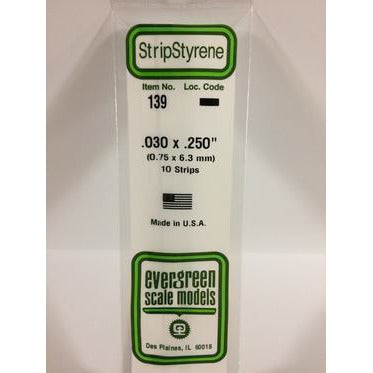 StripStyrene
Item No. Loc. Code
139
.030 x .250"
(0.75 x 6.3 mm)
10 Strips
Made in U.S.A.
evergreen
scale models
Des Plaines, IL 60018